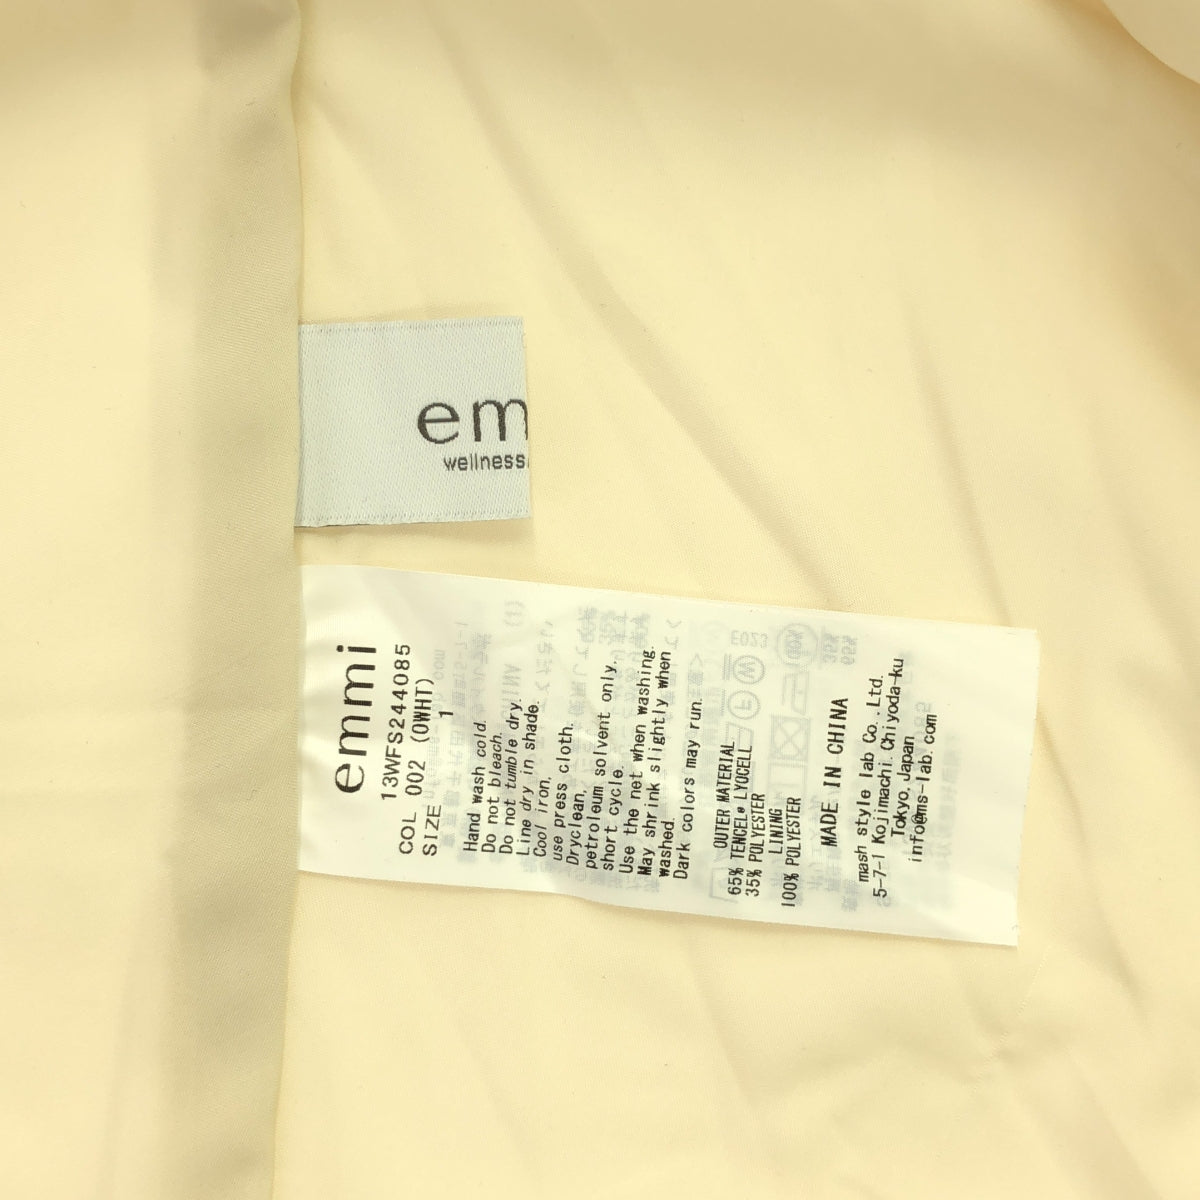 em
wellness
emmi
13WFS244085
COL 002 (OWHT)
SIZE 1
Hand wash cold.
Do not bleach.
Do not tumble dry.
Line dry in shade.
Cool iron,
use press cloth.
Dryclean,
petroleum solvent only.
short cycle.
Use the net when washing.
May shrink slightly when
washed.
Dark colors may run.
OUTER MATERIAL
65% TENCEL® LYOCELL
35% POLYESTER
LINING
100% POLYESTER
MADE IN CHINA
mash style lab Co.,Ltd.
5-7-1 Kojimachi. Chiyoda-ku
Tokyo,Japan
info@ms-lab.com